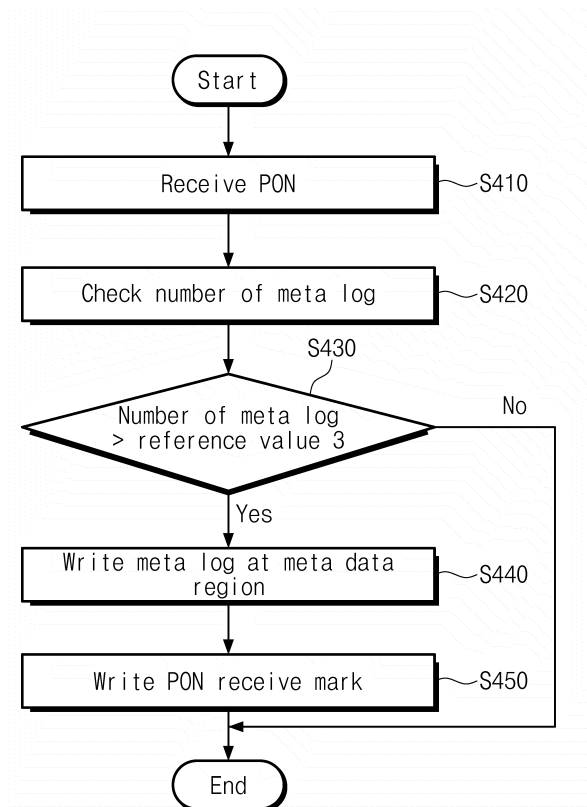 Start
Receive PON
S410
Check number of meta log
S420
S430
Number of meta log
> reference value 3
No
Yes
Write meta log at meta data
region
S440
Write PON receive mark
S450
End